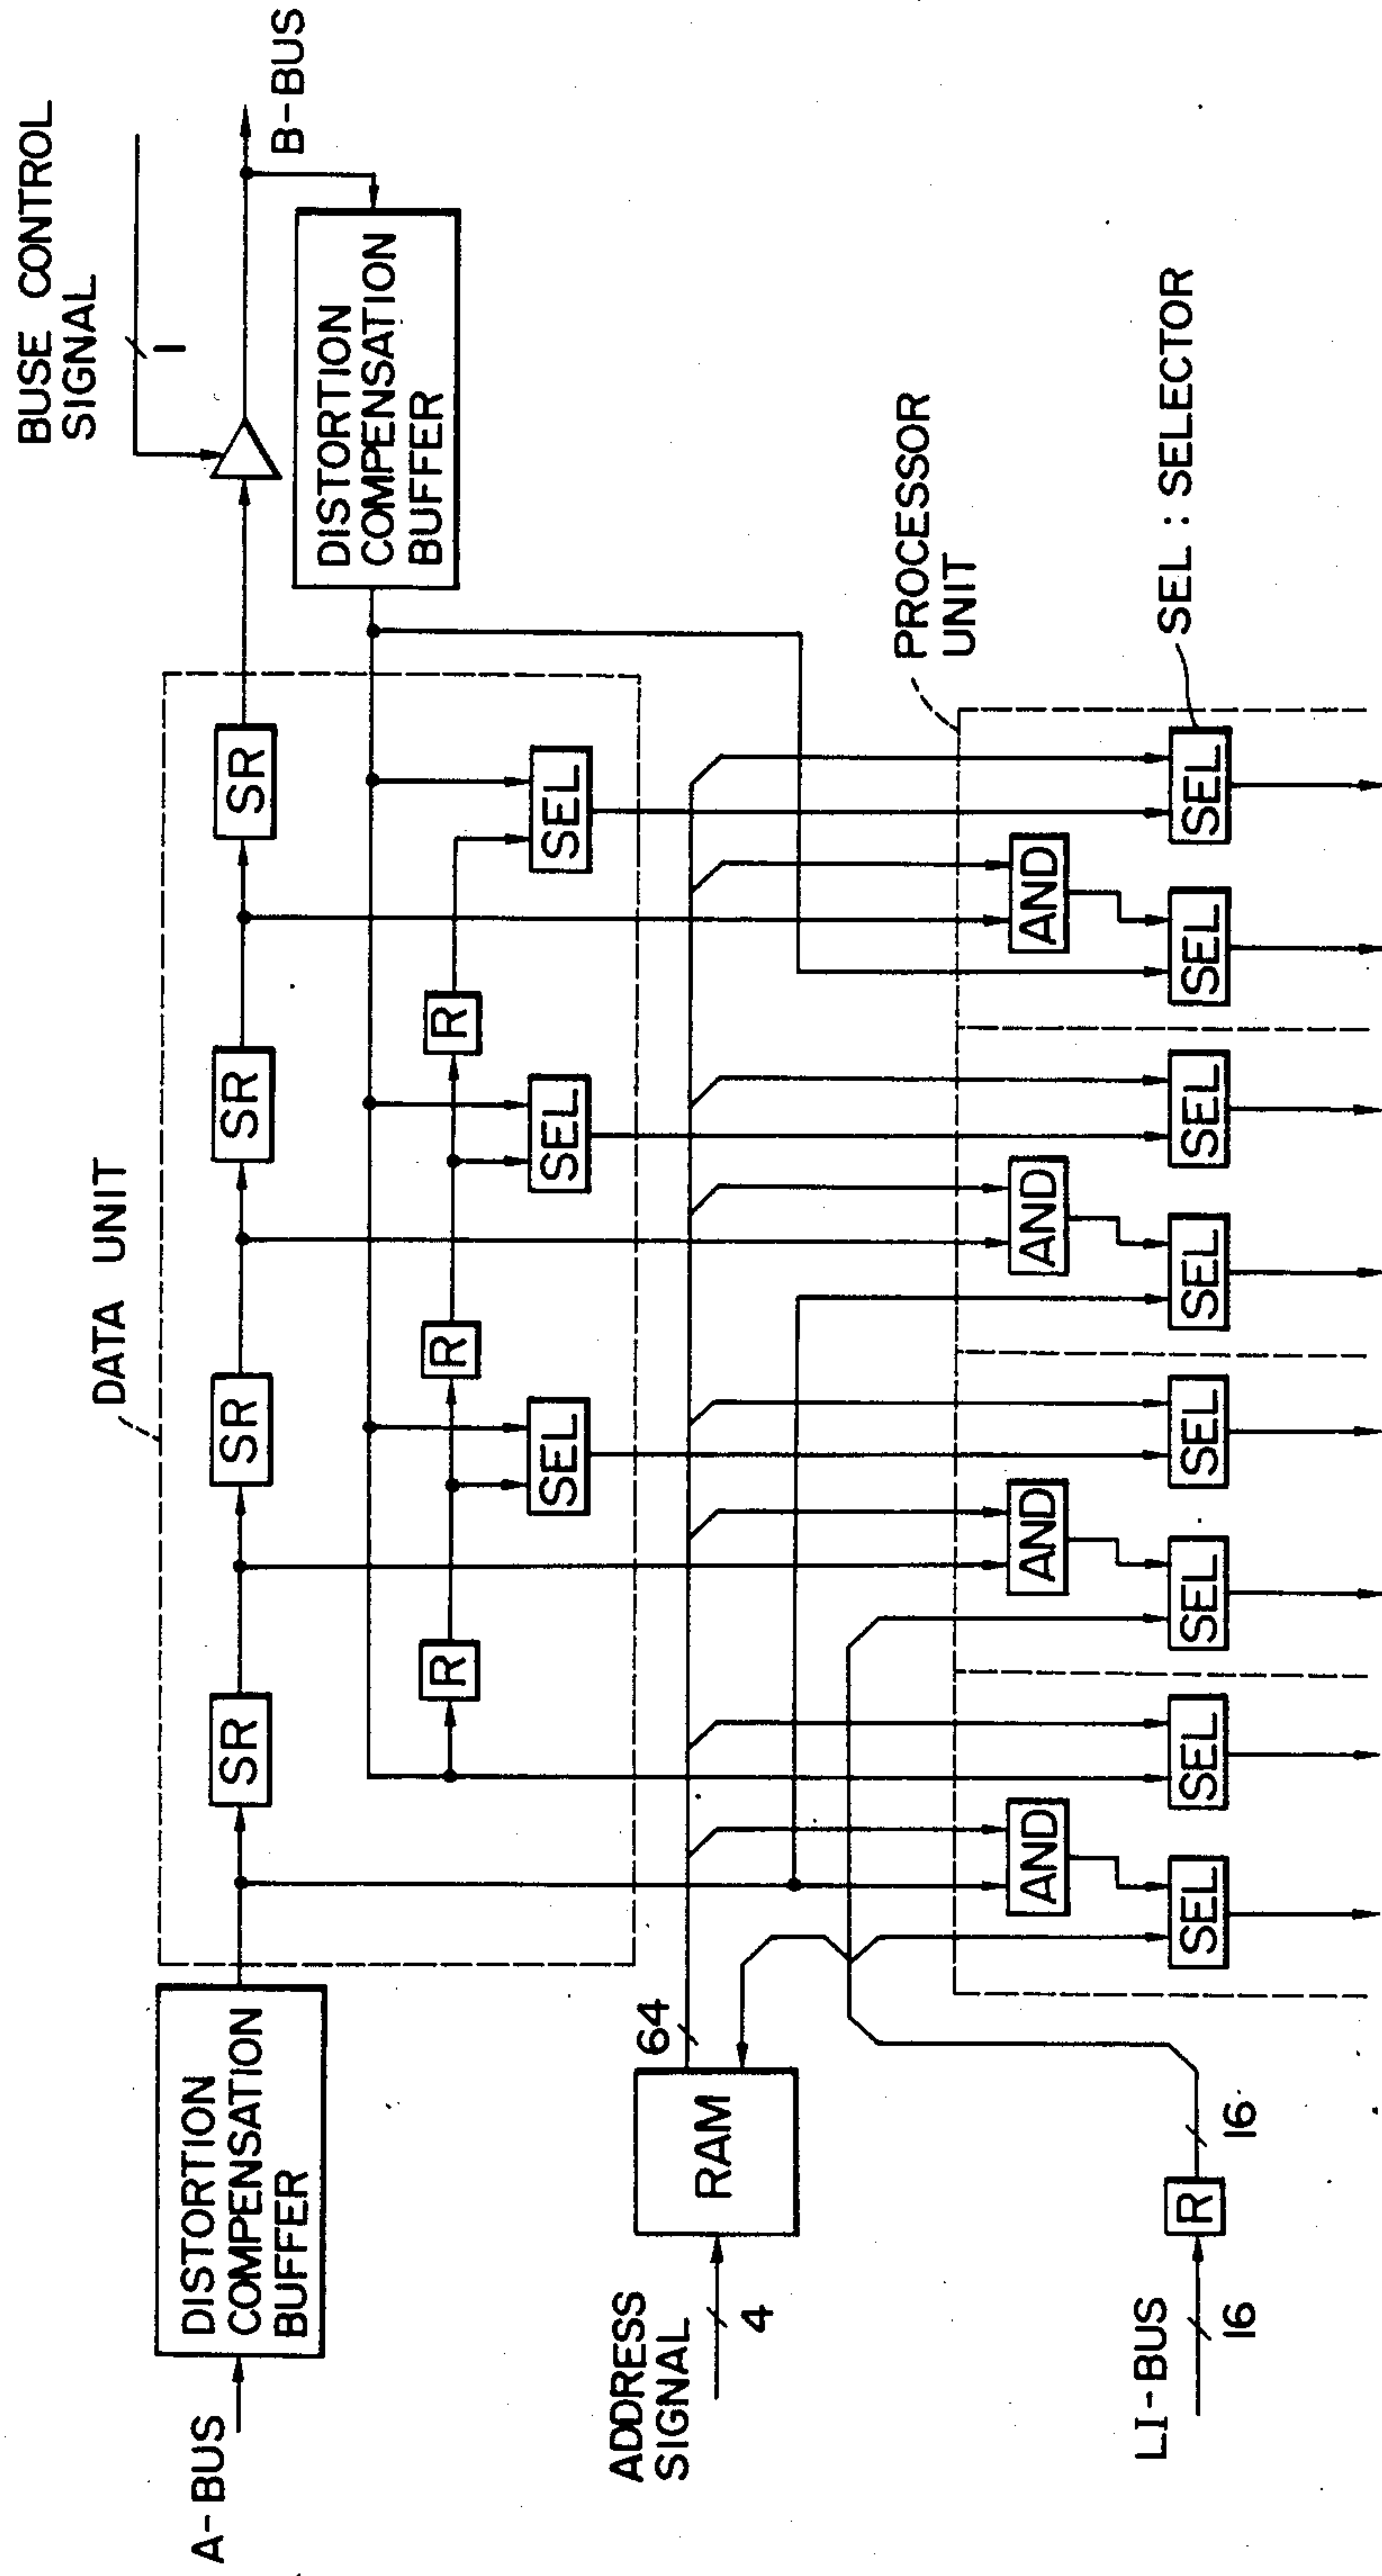 BUSE CONTROL
SIGNAL
1
DATA UNIT
A-BUS
DISTORTION
COMPENSATION
BUFFER
SR
SR
SR
SR
B-BUS
DISTORTION
COMPENSATION
BUFFER
R
R
R
SEL
SEL
SEL
ADDRESS
SIGNAL
4
RAM
64
PROCESSOR
UNIT
AND
AND
AND
AND
LI-BUS
16
R
16
SEL
SEL
SEL
SEL
SEL
SEL
SEL
SEL
SEL : SELECTOR